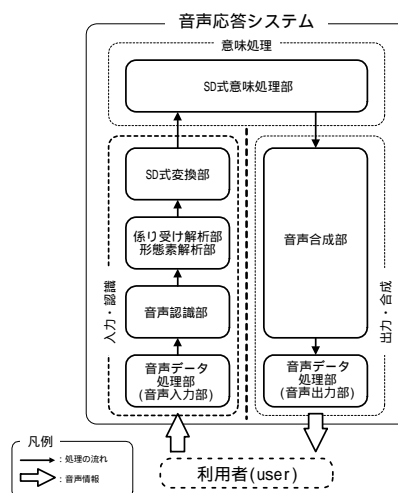 音声応答システム
意味処理
SD式意味処理部
SD式変換部
係り受け解析部
形態素解析部
音声認識部
音声データ
処理部
(音声入力部)
入力・認識
音声合成部
音声データ
処理部
(音声出力部)
出力・合成
凡例
：処理の流れ
：音声情報
利用者(user)